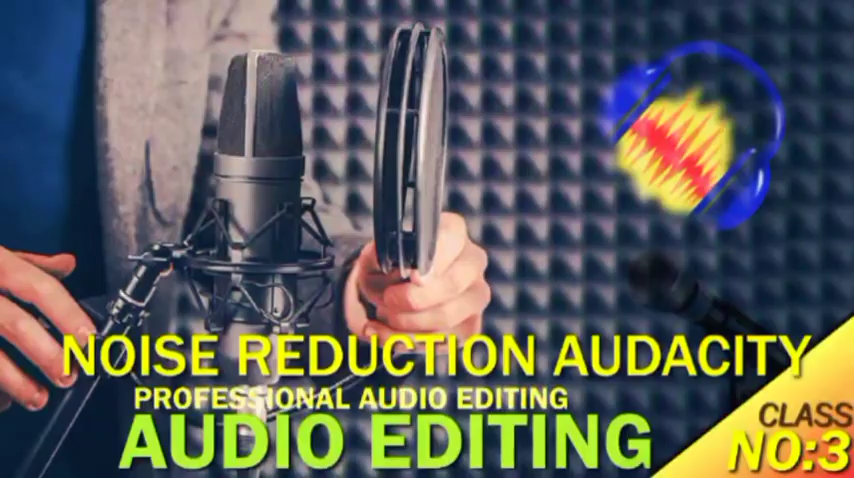 NOISE REDUCTION AUDACITY
PROFESSIONAL AUDIO EDITING
AUDIO EDITING
CLASS
NO:3